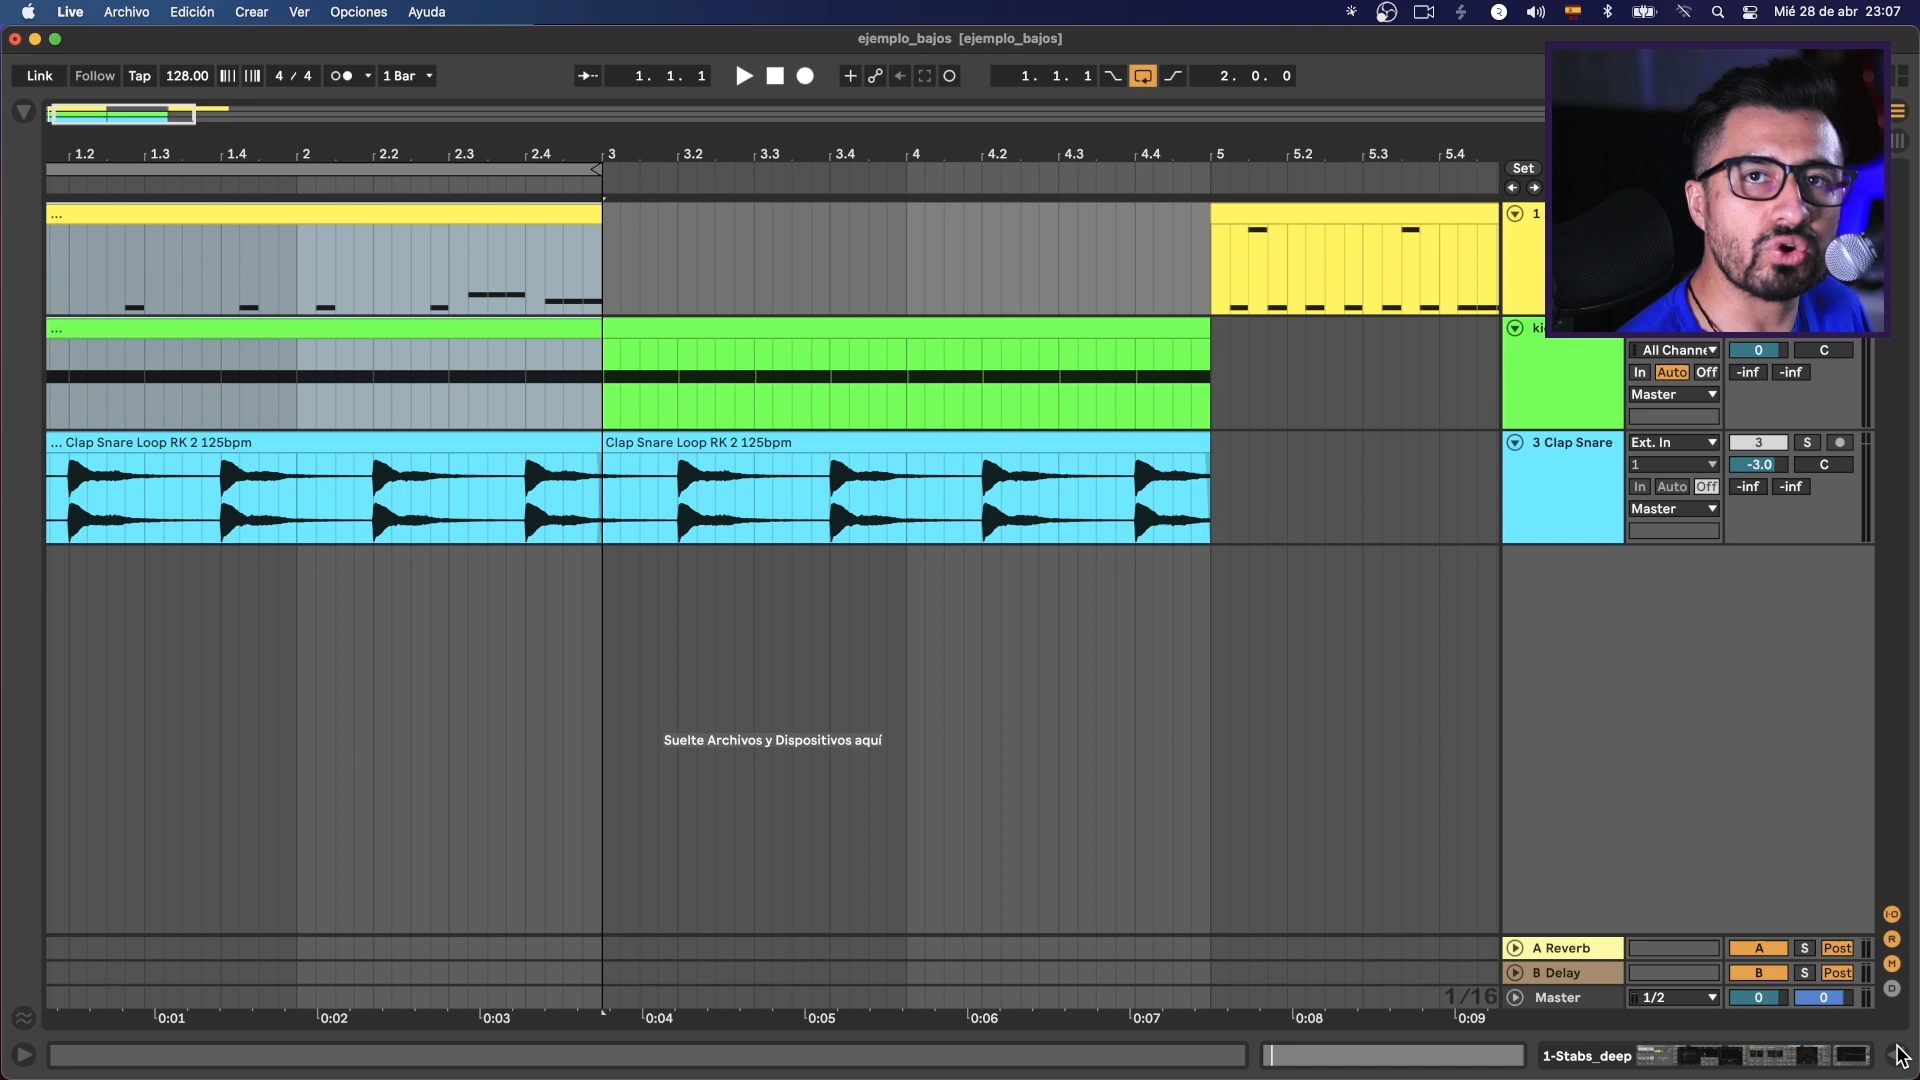 Live Archivo Edición Crear Ver Opciones Ayuda Mié 28 de abr 23:07
ejemplo_bajos [ejemplo_bajos]
Link Follow Tap 128.00 4 / 4 1 Bar 1. 1. 1 1. 1. 1 2. 0. 0
1.2 1.3 1.4 2 2.2 2.3 2.4 3 3.2 3.3 3.4 4 4.2 4.3 4.4 5 5.2 5.3 5.4
Set
... 1
...
All Channe 0 C
In Auto Off -inf -inf
Master
... Clap Snare Loop RK 2 125bpm Clap Snare Loop RK 2 125bpm 3 Clap Snare Ext. In 3 S
1 -3.0 C
In Auto Off -inf -inf
Master
Suelte Archivos y Dispositivos aquí
A Reverb A S Post
B Delay B S Post
1/16 Master 1/2 0 0
0:01 0:02 0:03 0:04 0:05 0:06 0:07 0:08 0:09
I·O
R
M
D
1-Stabs_deep